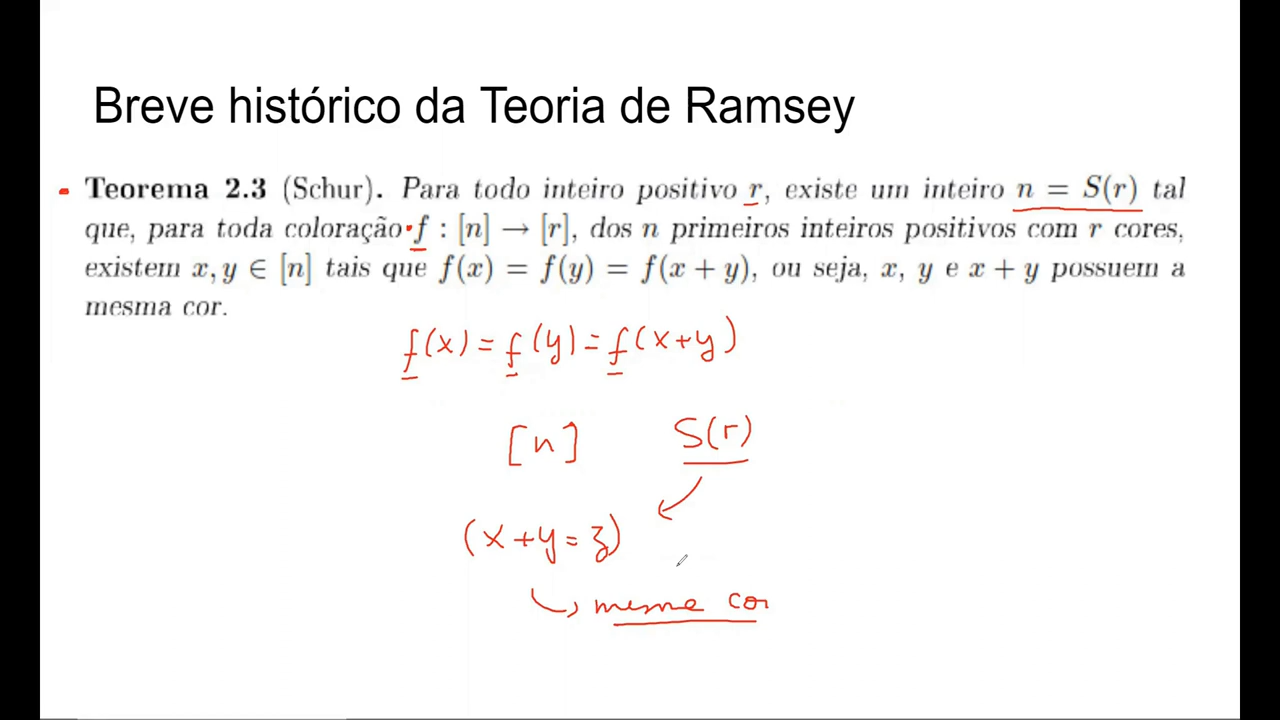 Breve histórico da Teoria de Ramsey
Teorema 2.3 (Schur). Para todo inteiro positivo r, existe um inteiro n = S(r) tal
que, para toda coloração f : [n] → [r], dos n primeiros inteiros positivos com r cores,
existem x, y ∈ [n] tais que f(x) = f(y) = f(x + y), ou seja, x, y e x + y possuem a
mesma cor.
f(x) = f(y) = f(x+y)
[n] S(r)
(x+y=z)
mesma cor